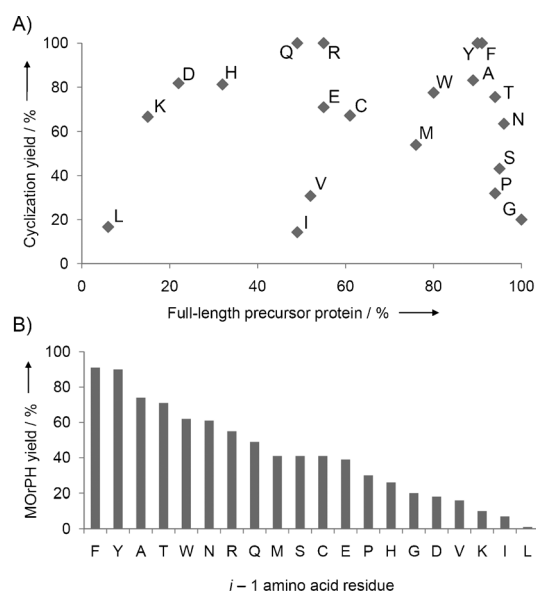 A)
Cyclization yield / %
100
80
60
40
20
0
Q R Y F
D H W A T
K E C N
M
S
V P
L I G
0 20 40 60 80 100
Full-length precursor protein / %
B)
MOrPH yield / %
100
80
60
40
20
0
F Y A T W N R Q M S C E P H G D V K I L
i – 1 amino acid residue